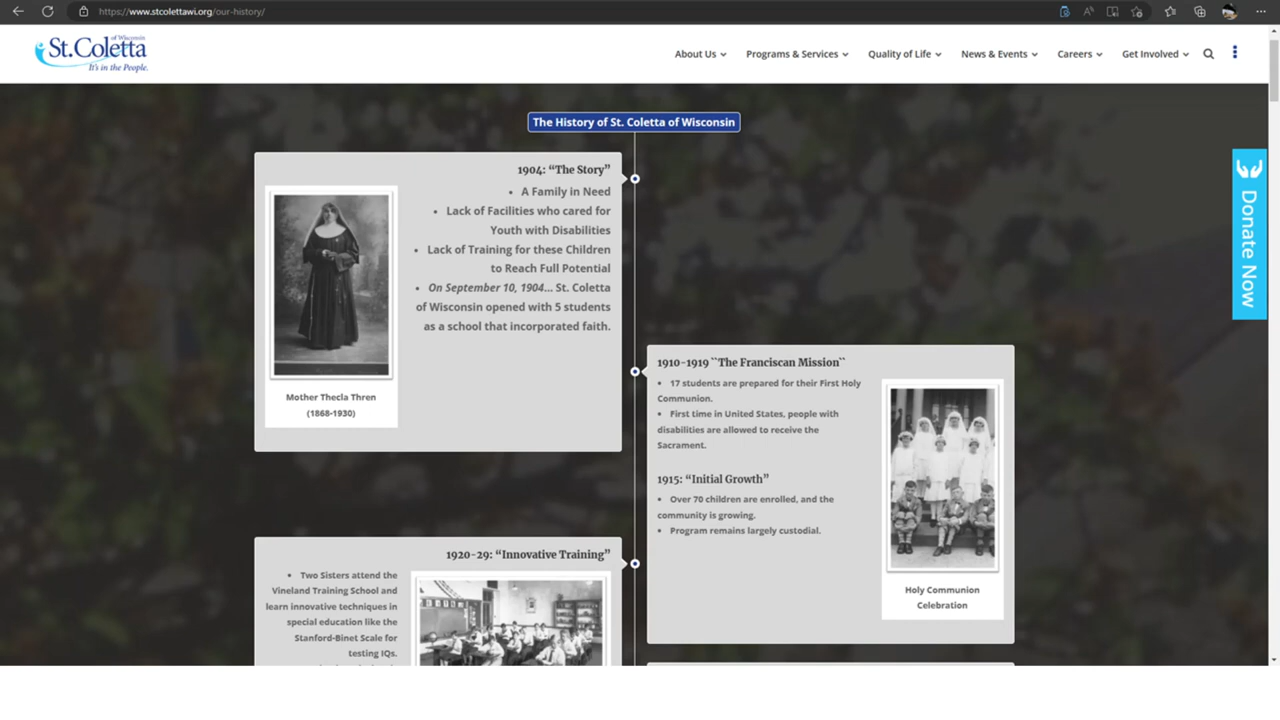 https://www.stcolettawi.org/our-history/
of Wisconsin
St.Coletta
It's in the People.
About Us
Programs & Services
Quality of Life
News & Events
Careers
Get Involved
The History of St. Coletta of Wisconsin
1904: “The Story”
• A Family in Need
• Lack of Facilities who cared for
Youth with Disabilities
• Lack of Training for these Children
to Reach Full Potential
• On September 10, 1904... St. Coletta
of Wisconsin opened with 5 students
as a school that incorporated faith.
Mother Thecla Thren
(1868-1930)
Donate Now
1910-1919 ``The Franciscan Mission``
• 17 students are prepared for their First Holy
Communion.
• First time in United States, people with
disabilities are allowed to receive the
Sacrament.
1915: “Initial Growth”
• Over 70 children are enrolled, and the
community is growing.
• Program remains largely custodial.
Holy Communion
Celebration
1920-29: “Innovative Training”
• Two Sisters attend the
Vineland Training School and
learn innovative techniques in
special education like the
Stanford-Binet Scale for
testing IQs.